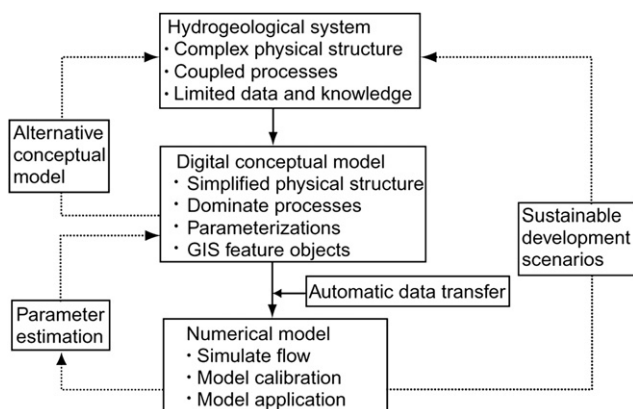 Hydrogeological system
· Complex physical structure
· Coupled processes
· Limited data and knowledge
Alternative
conceptual
model
Digital conceptual model
· Simplified physical structure
· Dominate processes
· Parameterizations
· GIS feature objects
Sustainable
development
scenarios
Automatic data transfer
Parameter
estimation
Numerical model
· Simulate flow
· Model calibration
· Model application